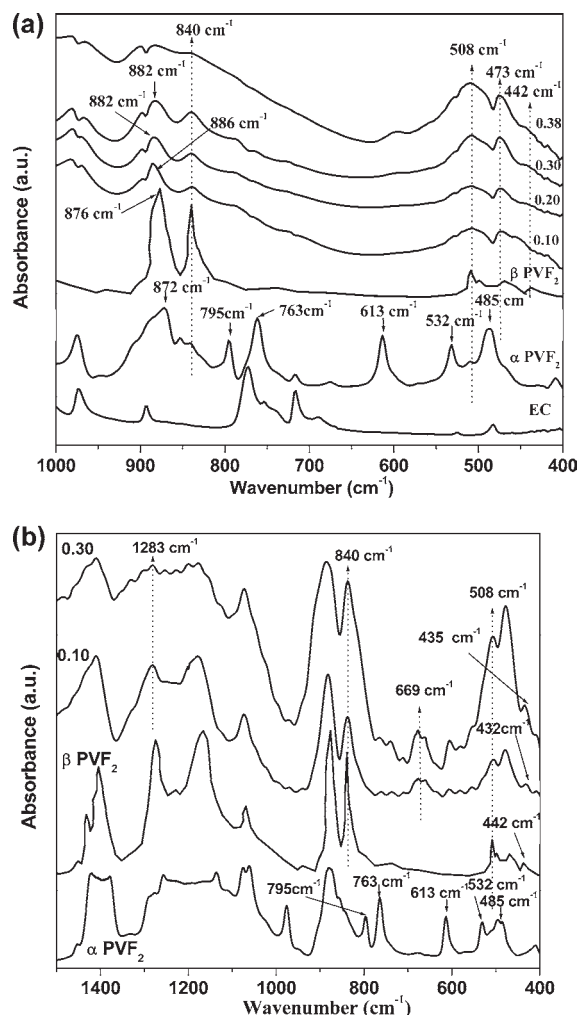 (a)
840 cm⁻¹
508 cm⁻¹
473 cm⁻¹
442 cm⁻¹
882 cm⁻¹
882 cm⁻¹
886 cm⁻¹
876 cm⁻¹
0.38
0.30
0.20
0.10
β PVF₂
872 cm⁻¹
795cm⁻¹
763cm⁻¹
613 cm⁻¹
532 cm⁻¹
485 cm⁻¹
α PVF₂
EC
Absorbance (a.u.)
1000 900 800 700 600 500 400
Wavenumber (cm⁻¹)
(b)
0.30
1283 cm⁻¹
840 cm⁻¹
508 cm⁻¹
435 cm⁻¹
0.10
669 cm⁻¹
432cm⁻¹
β PVF₂
442 cm⁻¹
795cm⁻¹
763 cm⁻¹
613 cm⁻¹
532 cm⁻¹
485 cm⁻¹
α PVF₂
Absorbance (a.u.)
1400 1200 1000 800 600 400
Wavenumber (cm⁻¹)